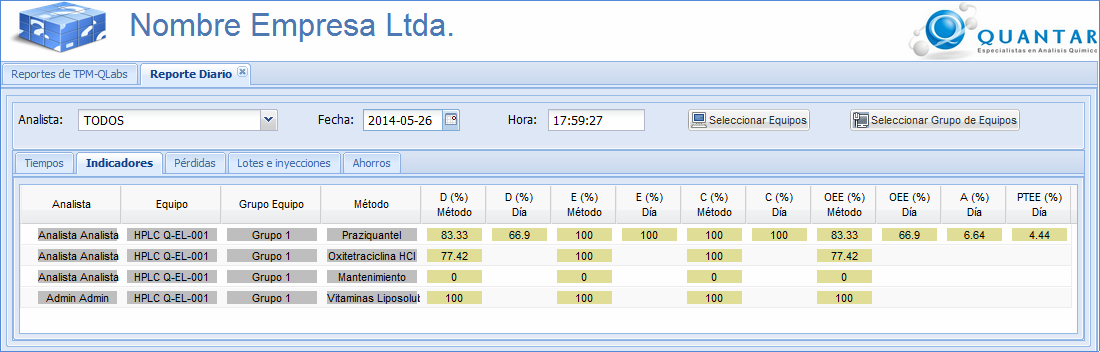 Nombre Empresa Ltda.
QUANTAR
Especialistas en Análisis Químico
Reportes de TPM-QLabs Reporte Diario
Analista: TODOS Fecha: 2014-05-26 Hora: 17:59:27 Seleccionar Equipos Seleccionar Grupo de Equipos
Tiempos Indicadores Pérdidas Lotes e inyecciones Ahorros
Analista Equipo Grupo Equipo Método D (%) Método D (%) Día E (%) Método E (%) Día C (%) Método C (%) Día OEE (%) Método OEE (%) Día A (%) Día PTEE (%) Día
Analista Analista HPLC Q-EL-001 Grupo 1 Praziquantel 83.33 66.9 100 100 100 100 83.33 66.9 6.64 4.44
Analista Analista HPLC Q-EL-001 Grupo 1 Oxitetraciclina HCl 77.42 100 100 77.42
Analista Analista HPLC Q-EL-001 Grupo 1 Mantenimiento 0 0 0 0
Admin Admin HPLC Q-EL-001 Grupo 1 Vitaminas Liposolub 100 100 100 100